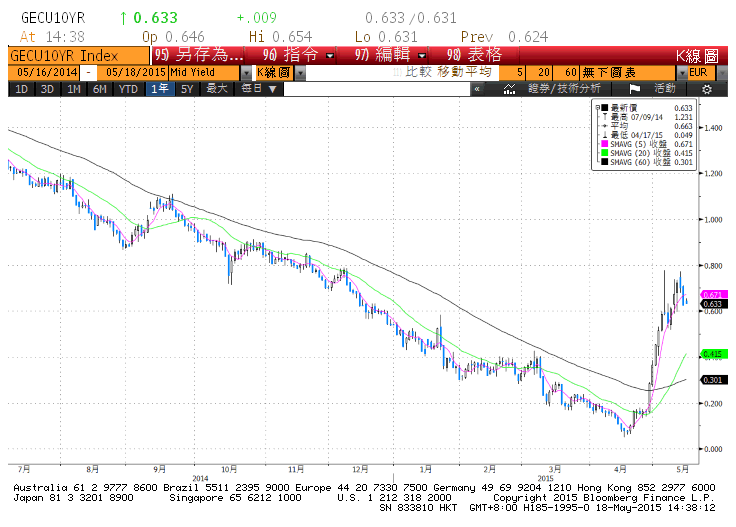 GECU10YR ↑ 0.633 +.009 0.633/0.631
At 14:38 Op 0.646 Hi 0.654 Lo 0.631 Prev 0.624
GECU10YR Index 95) 另存為... 96) 指令 97) 編輯 98) 表格 K線圖
05/16/2014 - 05/18/2015 Mid Yield K線圖 比較 移動平均 5 20 60 無下圖表 EUR
1D 3D 1M 6M YTD 1年 5Y 最大 每日 « 證券/技術分析 活動
最新價 0.633
最高 07/09/14 1.231
平均 0.663
最低 04/17/15 0.049
SMAVG (5) 收盤 0.671
SMAVG (20) 收盤 0.415
SMAVG (60) 收盤 0.301
1.400
1.200
1.000
0.800
0.671
0.633
0.600
0.415
0.301
0.200
0.000
7月 8月 9月 10月 11月 12月 1月 2月 3月 4月 5月
2014 2015
Australia 61 2 9777 8600 Brazil 5511 2395 9000 Europe 44 20 7330 7500 Germany 49 69 9204 1210 Hong Kong 852 2977 6000
Japan 81 3 3201 8900 Singapore 65 6212 1000 U.S. 1 212 318 2000 Copyright 2015 Bloomberg Finance L.P.
SN 833810 HKT GMT+8:00 H185-1995-0 18-May-2015 14:38:12